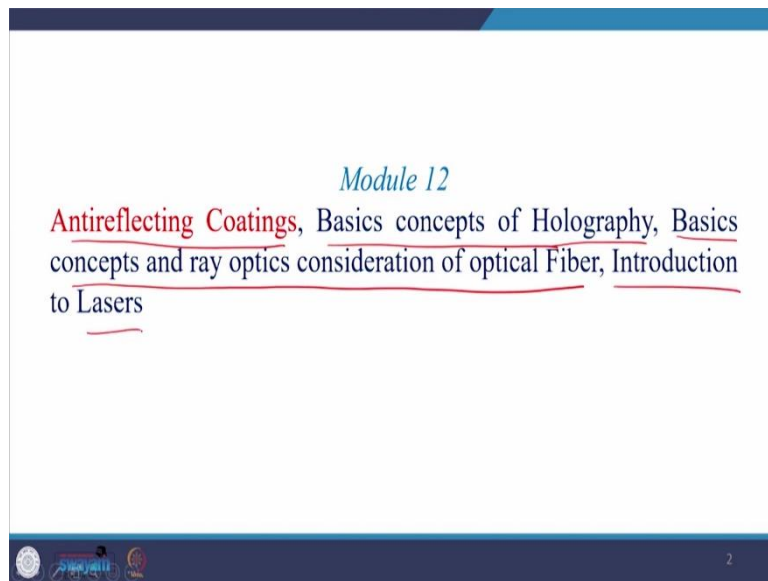 Module 12
Antireflecting Coatings, Basics concepts of Holography, Basics
concepts and ray optics consideration of optical Fiber, Introduction
to Lasers
swayam
2